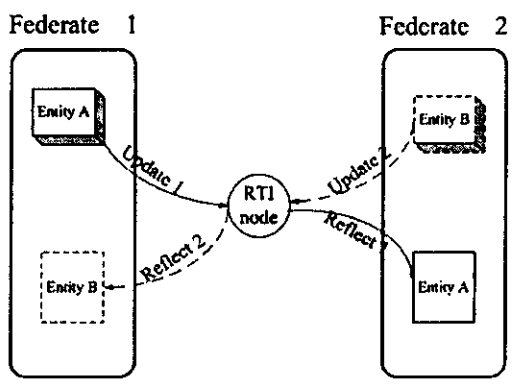 Federate 1
Federate 2
Entity A
Entity B
Update 1
Update 2
RTI
node
Reflect 2
Reflect 1
Entity B
Entity A